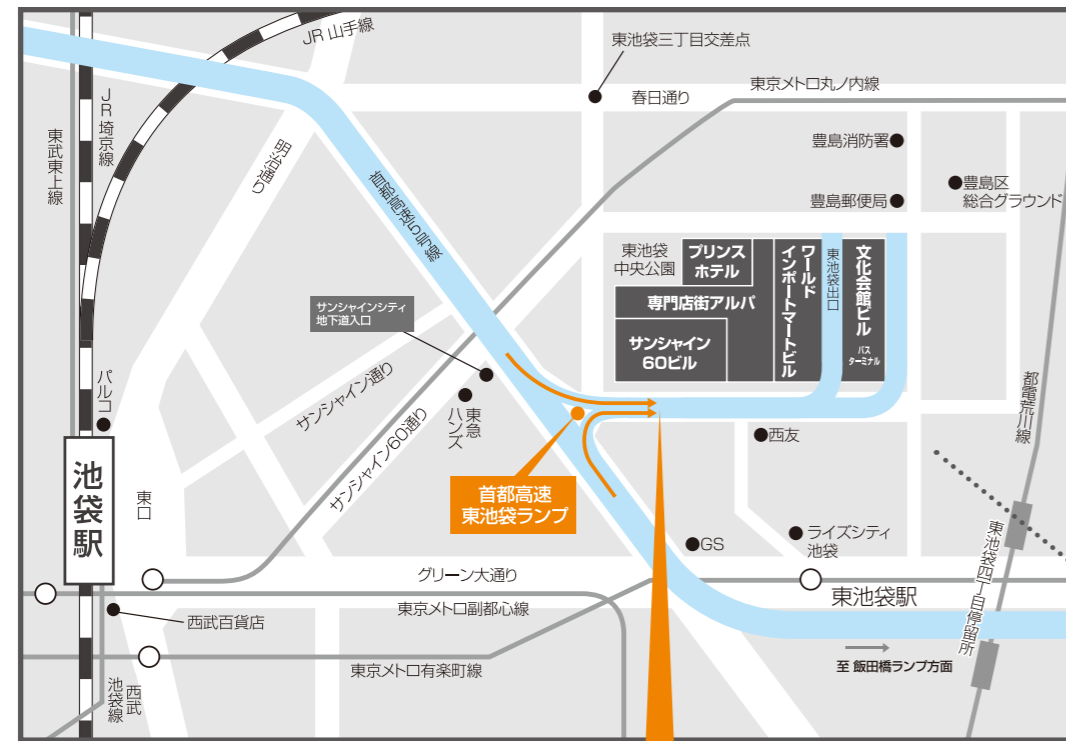 JR 山手線
東池袋三丁目交差点
東京メトロ丸ノ内線
春日通り
JR 埼京線
東武東上線
明治通り
首都高速5号線
豊島消防署
豊島区
総合グラウンド
豊島郵便局
東池袋
中央公園
プリンス
ホテル
専門店街アルパ
サンシャイン
60ビル
ワールド
インポートマートビル
東池袋出口
文化会館ビル
バス
ターミナル
サンシャインシティ
地下道入口
パルコ
サンシャイン通り
サンシャイン60通り
東急
ハンズ
都電荒川線
西友
池袋駅
東口
首都高速
東池袋ランプ
GS
ライズシティ
池袋
グリーン大通り
東池袋駅
東池袋四丁目停留所
東京メトロ副都心線
西武百貨店
東京メトロ有楽町線
至 飯田橋ランプ方面
西武
池袋線